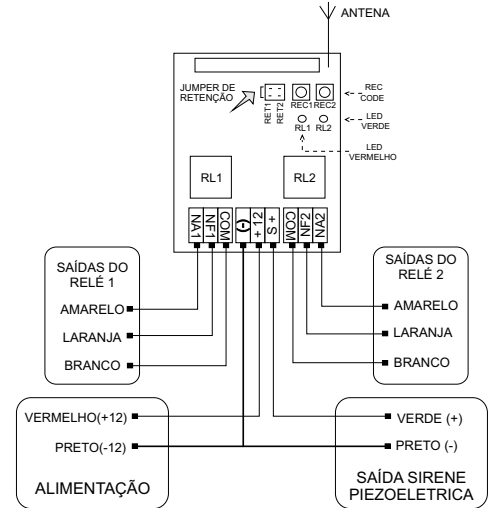 ANTENA
JUMPER DE
RETENÇÃO
RET1
RET2
REC1
REC2
REC
CODE
RL1
RL2
LED
VERDE
LED
VERMELHO
RL1
RL2
NA1
NF1
COM
(-)
+12
S+
COM
NF2
NA2
SAÍDAS DO
RELÉ 1
AMARELO
LARANJA
BRANCO
SAÍDAS DO
RELÉ 2
AMARELO
LARANJA
BRANCO
VERMELHO(+12)
PRETO(-12)
ALIMENTAÇÃO
VERDE (+)
PRETO (-)
SAÍDA SIRENE
PIEZOELETRICA